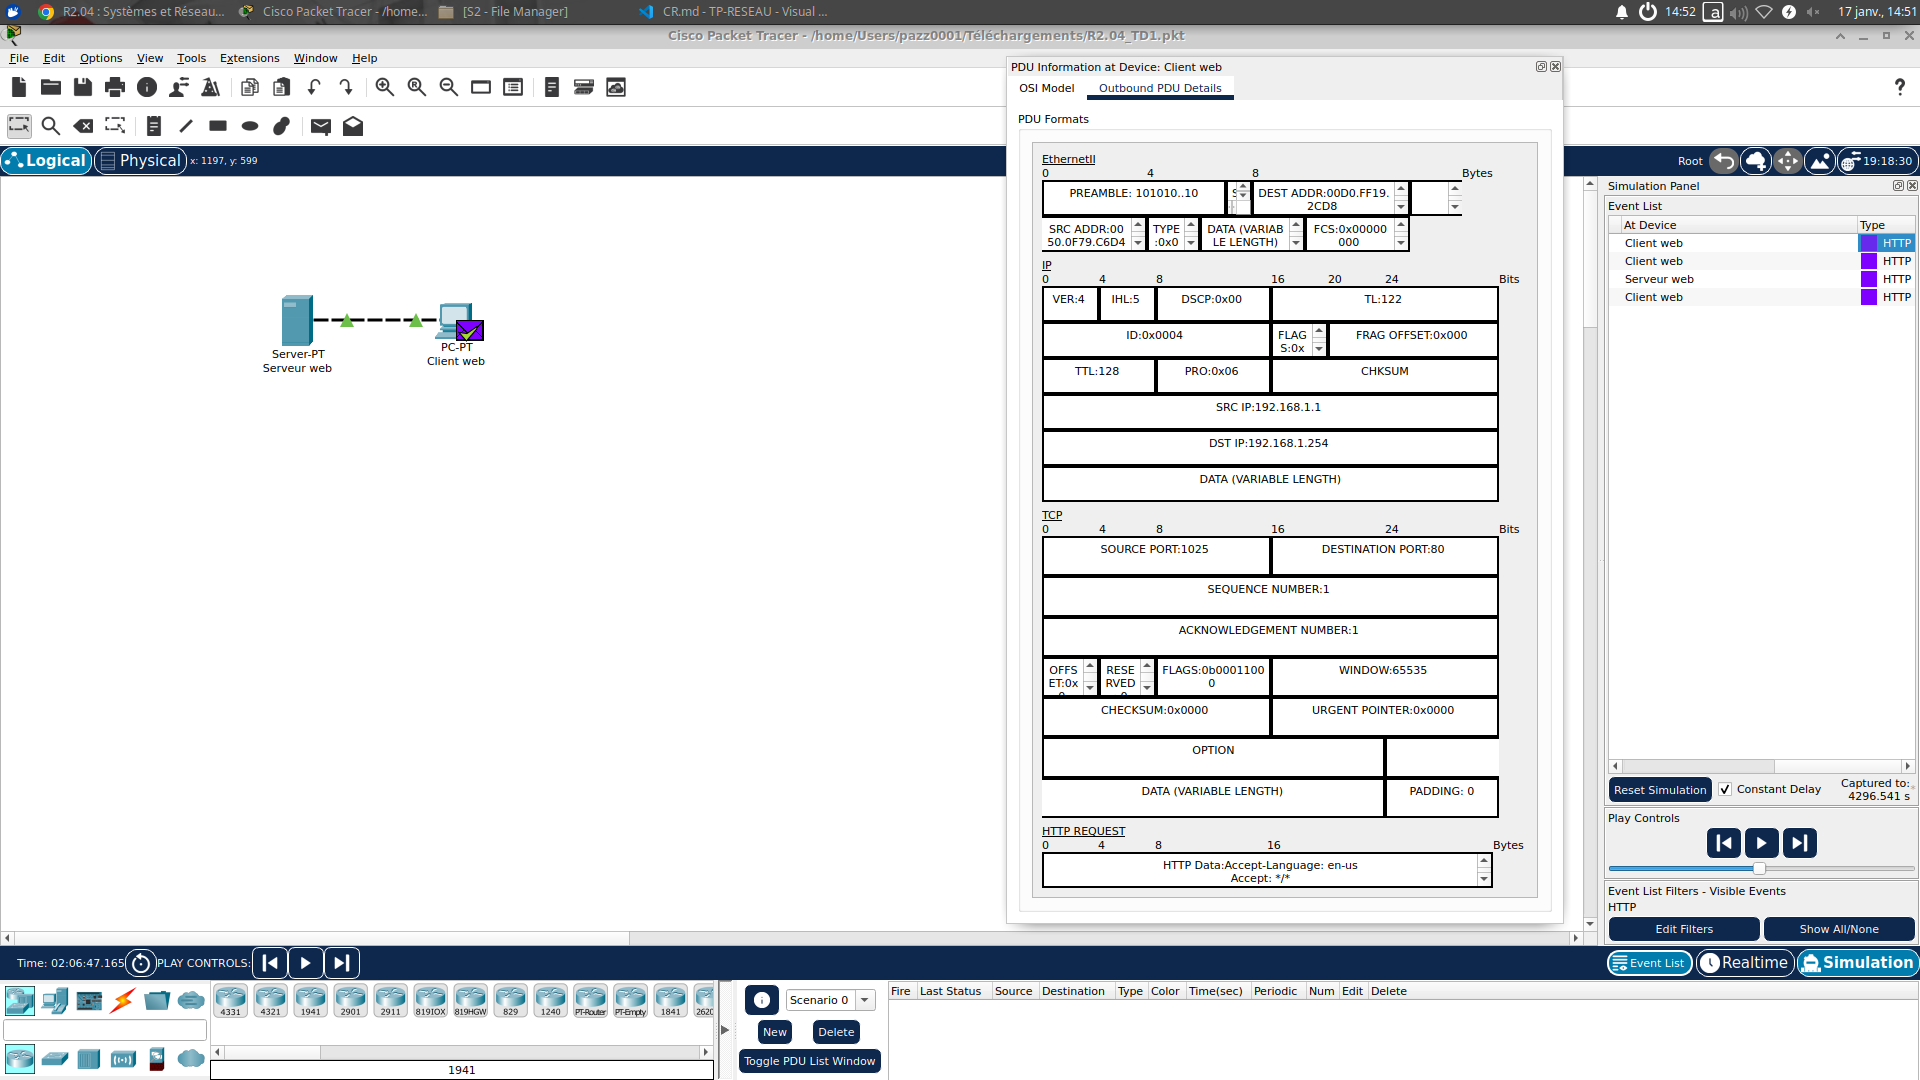 R2.04 : Systèmes et Réseau...
Cisco Packet Tracer - /home...
[S2 - File Manager]
CR.md - TP-RESEAU - Visual ...
14:52
a
17 janv., 14:51
Cisco Packet Tracer - /home/Users/pazz0001/Téléchargements/R2.04_TD1.pkt
File Edit Options View Tools Extensions Window Help
Logical
Physical
x: 1197, y: 599
Root
19:18:30
Server-PT
Serveur web
PC-PT
Client web
PDU Information at Device: Client web
OSI Model
Outbound PDU Details
PDU Formats
EthernetII
0 4 8 Bytes
PREAMBLE: 101010..10
DEST ADDR:00D0.FF19.
2CD8
SRC ADDR:00
50.0F79.C6D4
TYPE
:0x0
DATA (VARIAB
LE LENGTH)
FCS:0x00000
000
IP
0 4 8 16 20 24 Bits
VER:4 IHL:5 DSCP:0x00 TL:122
ID:0x0004
FLAG
S:0x
FRAG OFFSET:0x000
TTL:128 PRO:0x06 CHKSUM
SRC IP:192.168.1.1
DST IP:192.168.1.254
DATA (VARIABLE LENGTH)
TCP
0 4 8 16 24 Bits
SOURCE PORT:1025 DESTINATION PORT:80
SEQUENCE NUMBER:1
ACKNOWLEDGEMENT NUMBER:1
OFFS
ET:0x
RESE
RVED
FLAGS:0b0001100
0
WINDOW:65535
CHECKSUM:0x0000 URGENT POINTER:0x0000
OPTION
DATA (VARIABLE LENGTH) PADDING: 0
HTTP REQUEST
0 4 8 16 Bytes
HTTP Data:Accept-Language: en-us
Accept: */*
Simulation Panel
Event List
At Device Type
Client web HTTP
Client web HTTP
Serveur web HTTP
Client web HTTP
Reset Simulation
Constant Delay
Captured to:
4296.541 s
Play Controls
Event List Filters - Visible Events
HTTP
Edit Filters
Show All/None
Time: 02:06:47.165
PLAY CONTROLS:
Event List
Realtime
Simulation
4331 4321 1941 2901 2911 819IOX 819HGW 829 1240 PT-Router PT-Empty 1841 2620
1941
Scenario 0
New
Delete
Toggle PDU List Window
Fire Last Status Source Destination Type Color Time(sec) Periodic Num Edit Delete